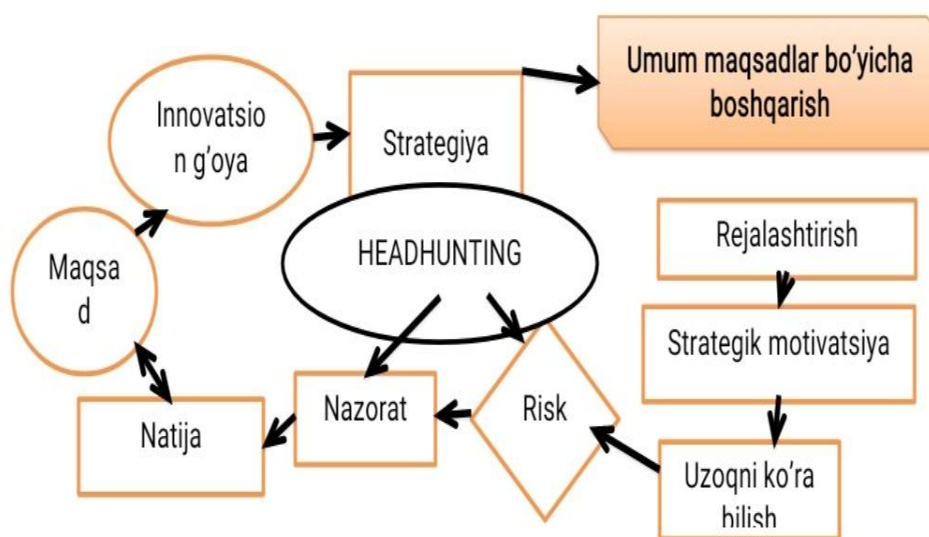 Umum maqsadlar bo’yicha
boshqarish
Innovatsio
n g’oya
Strategiya
Rejalashtirish
HEADHUNTING
Maqsa
d
Strategik motivatsiya
Nazorat
Risk
Natija
Uzoqni ko’ra
bilish